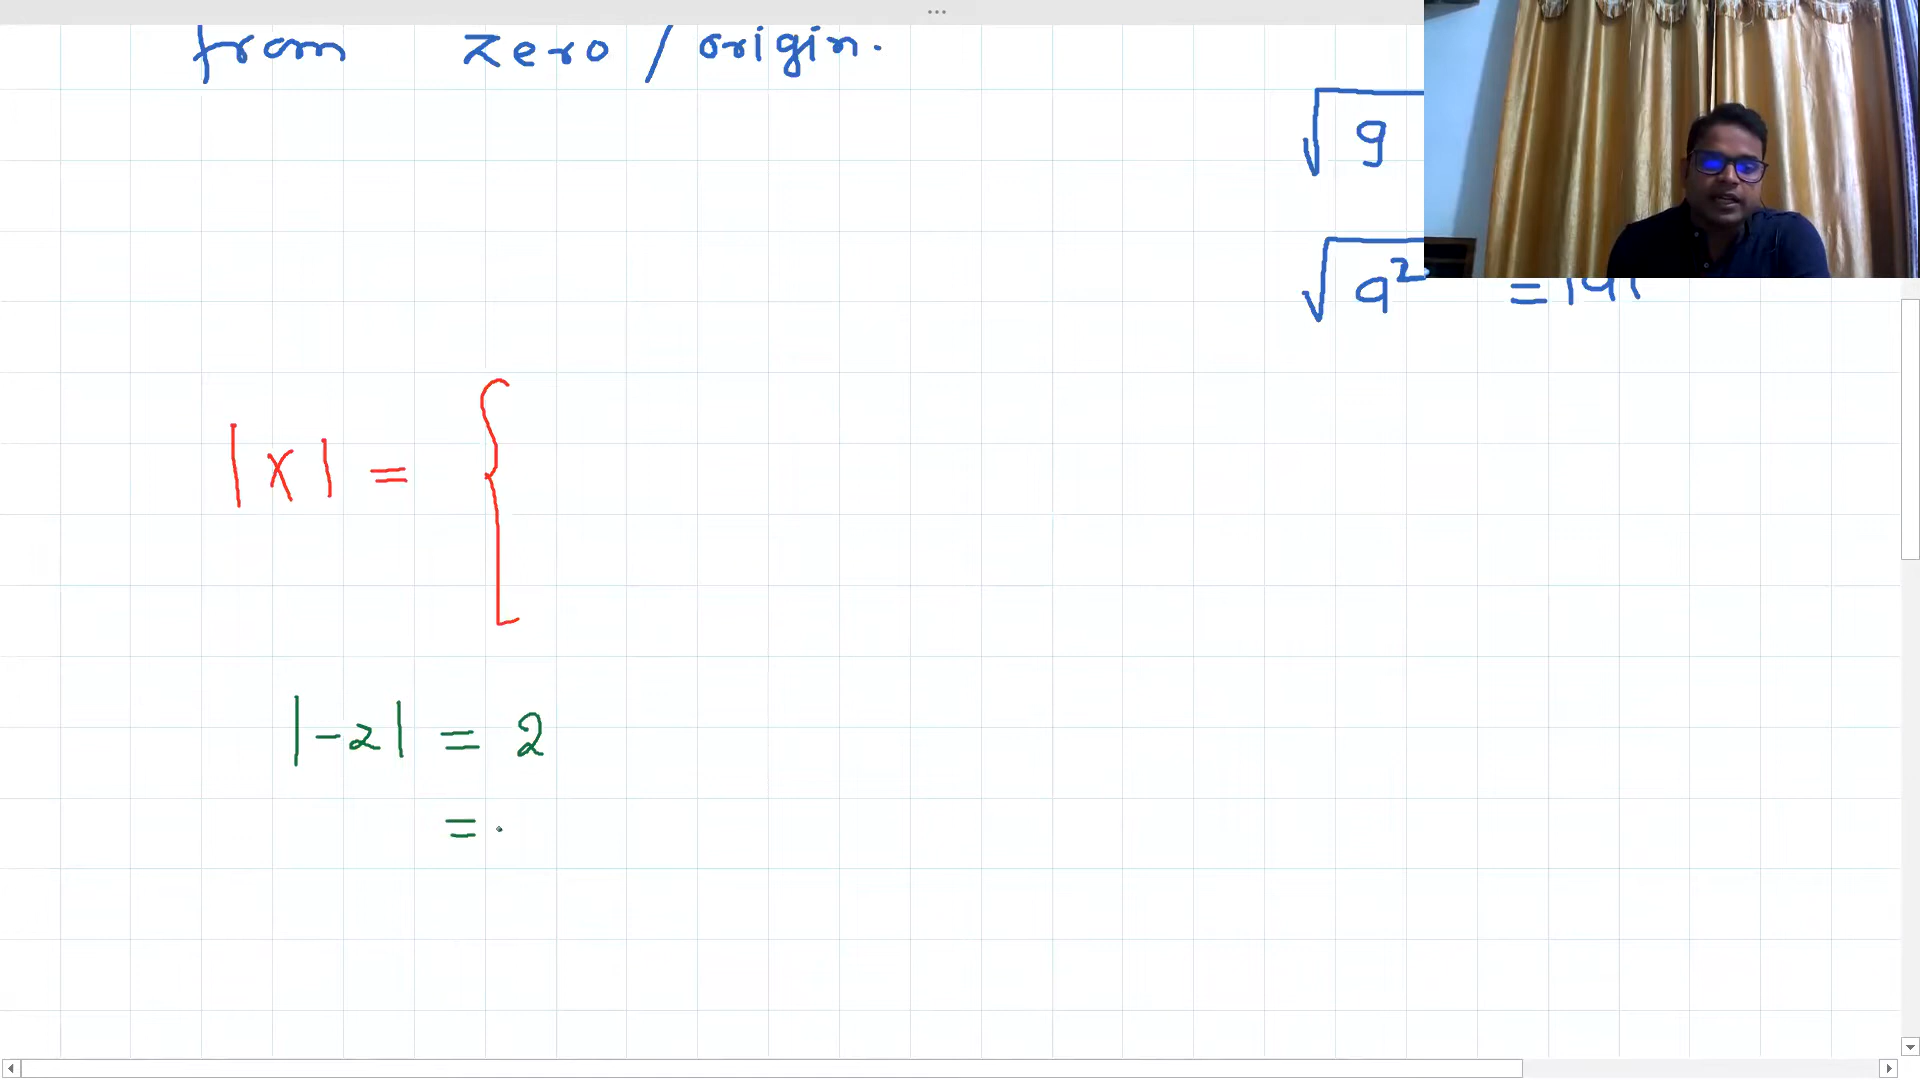 from zero / origin.
√9
√a² = |a|
|x| = {
|-2| = 2
= .